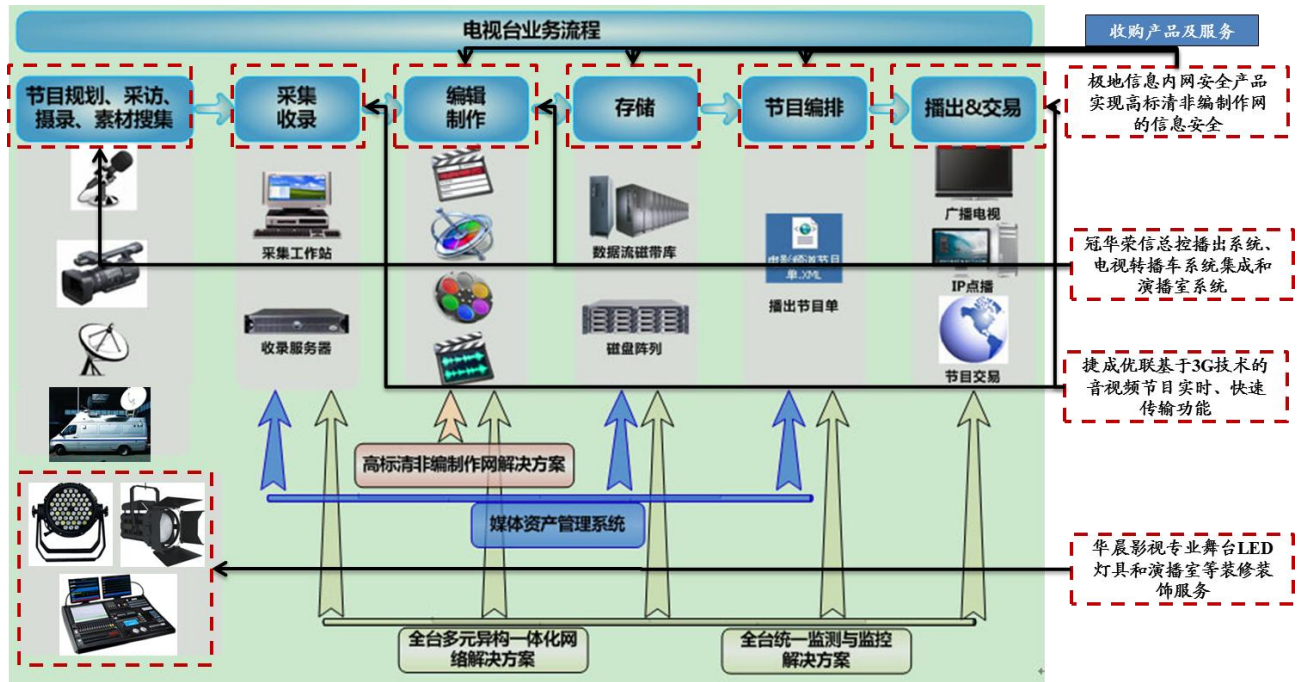 电视台业务流程
收购产品及服务
节目规划、采访、
摄录、素材搜集
采集
收录
编辑
制作
存储
节目编排
播出&交易
极地信息内网安全产品
实现高标清非编制作网
的信息安全
采集工作站
收录服务器
数据流磁带库
磁盘阵列
电影频道节目
单.XML
播出节目单
广播电视
IP点播
节目交易
冠华荣信总控播出系统、
电视转播车系统集成和
演播室系统
捷成优联基于3G技术的
音视频节目实时、快速
传输功能
高标清非编制作网解决方案
媒体资产管理系统
华晨影视专业舞台LED
灯具和演播室等装修装
饰服务
全台多元异构一体化网
络解决方案
全台统一监测与监控
解决方案